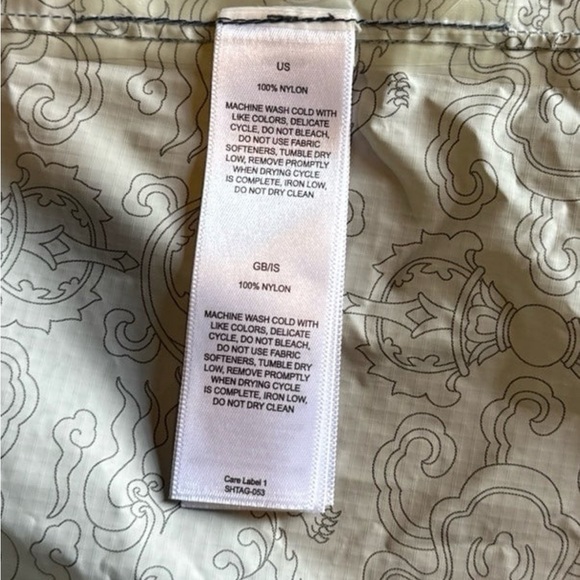 US
100% NYLON
MACHINE WASH COLD WITH
LIKE COLORS, DELICATE
CYCLE, DO NOT BLEACH,
DO NOT USE FABRIC
SOFTENERS, TUMBLE DRY
LOW, REMOVE PROMPTLY
WHEN DRYING CYCLE
IS COMPLETE, IRON LOW,
DO NOT DRY CLEAN
GB/IS
100% NYLON
MACHINE WASH COLD WITH
LIKE COLORS, DELICATE
CYCLE, DO NOT BLEACH,
DO NOT USE FABRIC
SOFTENERS, TUMBLE DRY
LOW, REMOVE PROMPTLY
WHEN DRYING CYCLE
IS COMPLETE, IRON LOW,
DO NOT DRY CLEAN
Care Label 1
SHTAG-053